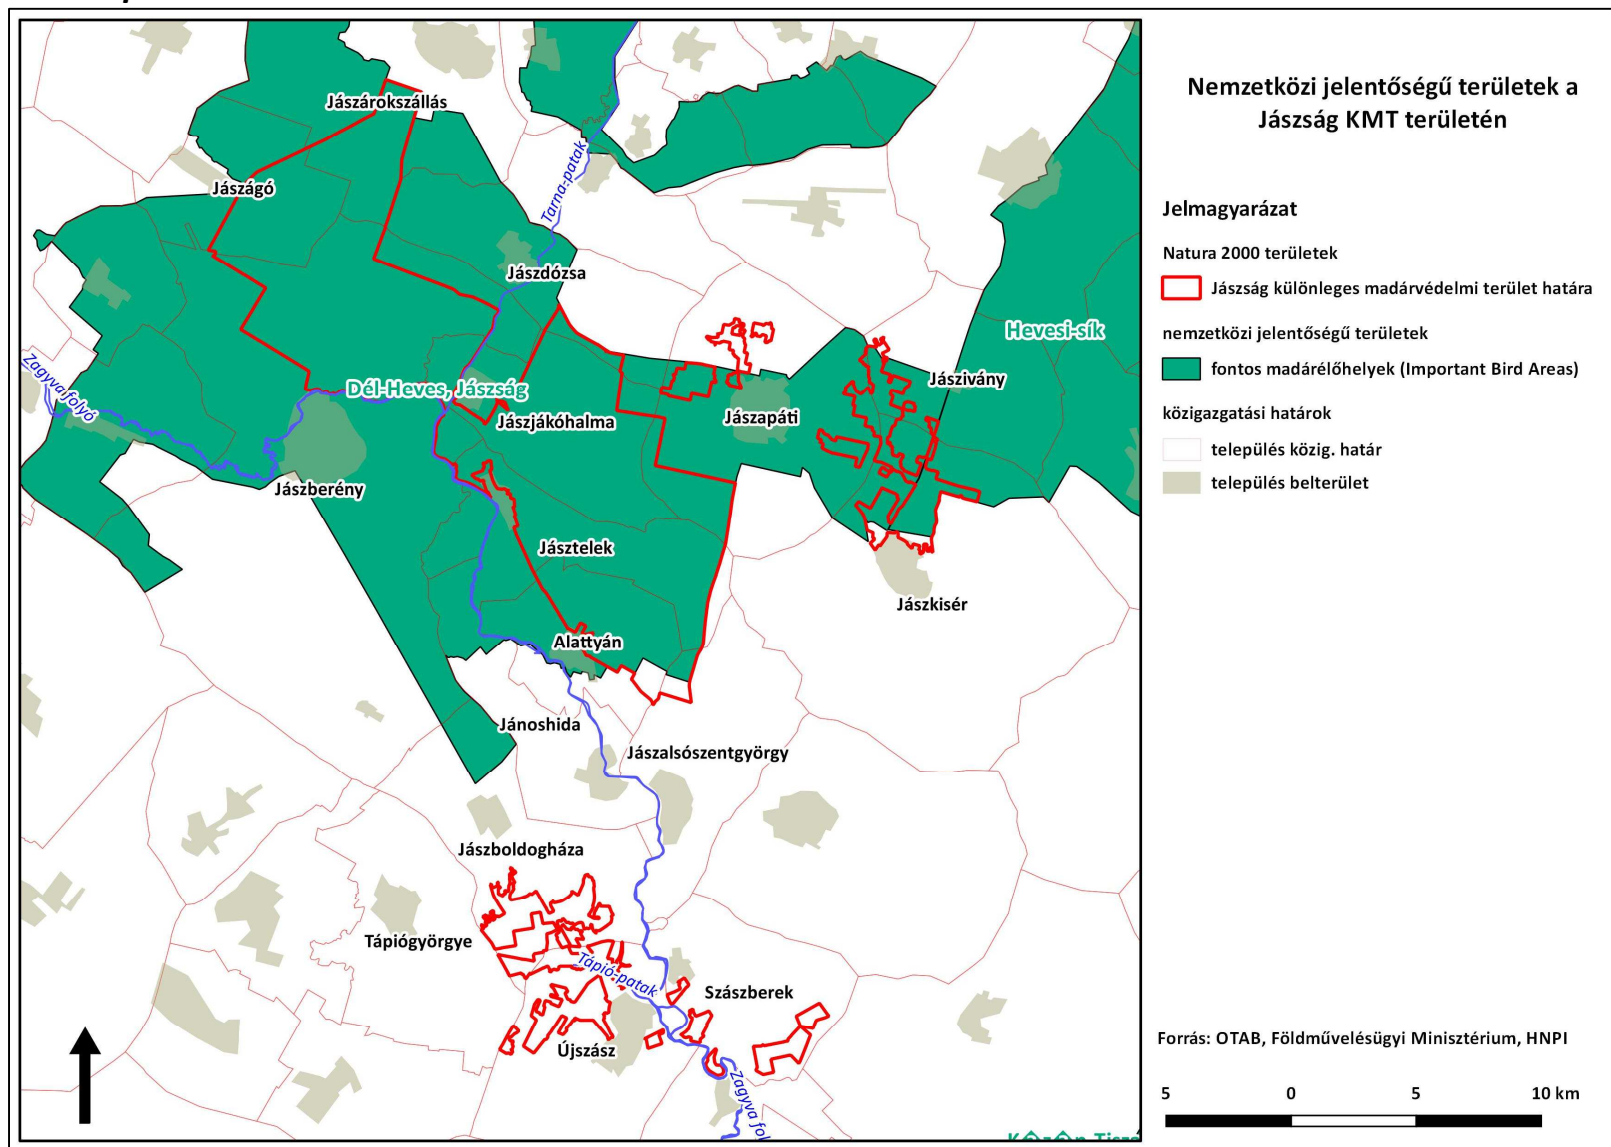 Nemzetközi jelentőségű területek a
Jászság KMT területén
Jelmagyarázat
Natura 2000 területek
Jászság különleges madárvédelmi terület határa
nemzetközi jelentőségű területek
fontos madárélőhelyek (Important Bird Areas)
közigazgatási határok
település közig. határ
település belterület
Forrás: OTAB, Földművelésügyi Minisztérium, HNPI
5 0 5 10 km
Jászárokszállás
Jászágó
Tarna-patak
Jászdózsa
Hevesi-sík
Zagyva folyó
Dél-Heves, Jászság
Jászivány
Jászjákóhalma
Jászapáti
Jászberény
Jásztelek
Jászkisér
Alattyán
Jánoshida
Jászalsószentgyörgy
Jászboldogháza
Tápiógyörgye
Tápió-patak
Szászberek
Újszász
Zagyva fol